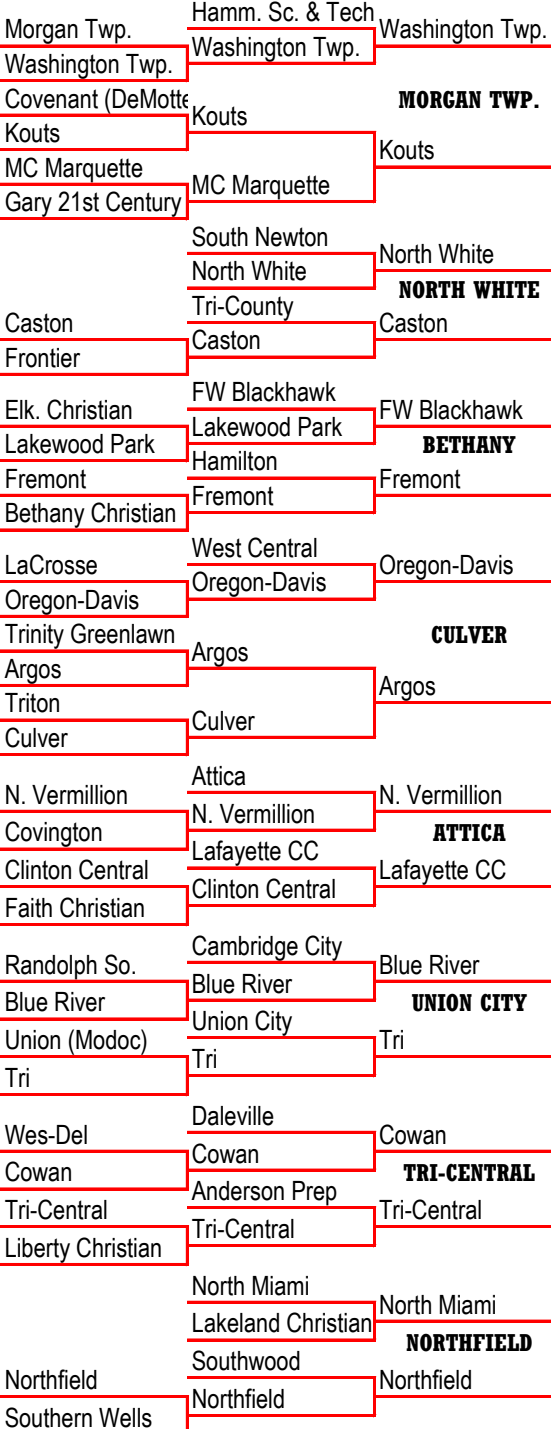 Hamm. Sc. & Tech
Morgan Twp.
Washington Twp.
Washington Twp.
Washington Twp.
Covenant (DeMotte
MORGAN TWP.
Kouts
Kouts
Kouts
MC Marquette
MC Marquette
Gary 21st Century
South Newton
North White
North White
NORTH WHITE
Tri-County
Caston
Caston
Caston
Frontier
FW Blackhawk
Elk. Christian
FW Blackhawk
Lakewood Park
Lakewood Park
BETHANY
Hamilton
Fremont
Fremont
Fremont
Bethany Christian
West Central
LaCrosse
Oregon-Davis
Oregon-Davis
Oregon-Davis
Trinity Greenlawn
CULVER
Argos
Argos
Argos
Triton
Culver
Culver
Attica
N. Vermillion
N. Vermillion
N. Vermillion
Covington
ATTICA
Lafayette CC
Clinton Central
Lafayette CC
Clinton Central
Faith Christian
Cambridge City
Randolph So.
Blue River
Blue River
Blue River
UNION CITY
Union City
Union (Modoc)
Tri
Tri
Tri
Daleville
Wes-Del
Cowan
Cowan
Cowan
TRI-CENTRAL
Anderson Prep
Tri-Central
Tri-Central
Tri-Central
Liberty Christian
North Miami
North Miami
Lakeland Christian
NORTHFIELD
Southwood
Northfield
Northfield
Northfield
Southern Wells